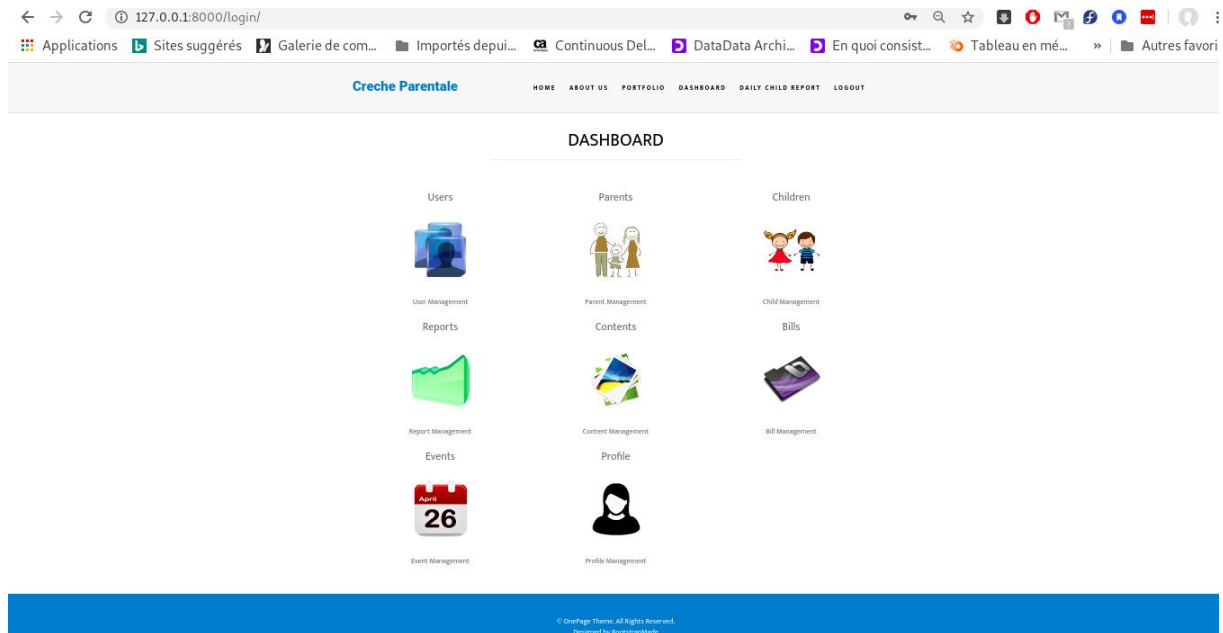 127.0.0.1:8000/login/
Applications Sites suggérés Galerie de com... Importés depui... Continuous Del... DataData Archi... En quoi consist... Tableau en mé... » Autres favori
Creche Parentale HOME ABOUT US PORTFOLIO DASHBOARD DAILY CHILD REPORT LOGOUT
DASHBOARD
Users Parents Children
User Management Parent Management Child Management
Reports Contents Bills
Report Management Content Management Bill Management
Events Profile
April
26
Event Management Profile Management
© OnePage Theme. All Rights Reserved.
Designed by BootstrapMade